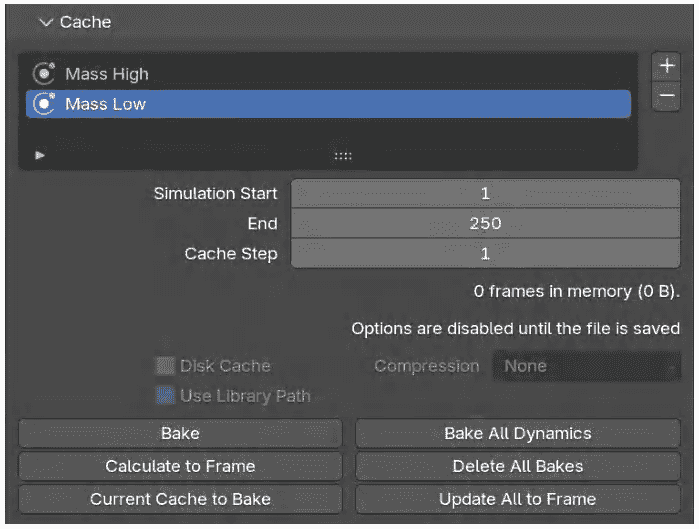 Cache
Mass High
Mass Low
Simulation Start 1
End 250
Cache Step 1
0 frames in memory (0 B).
Options are disabled until the file is saved
Disk Cache Compression None
Use Library Path
Bake Bake All Dynamics
Calculate to Frame Delete All Bakes
Current Cache to Bake Update All to Frame